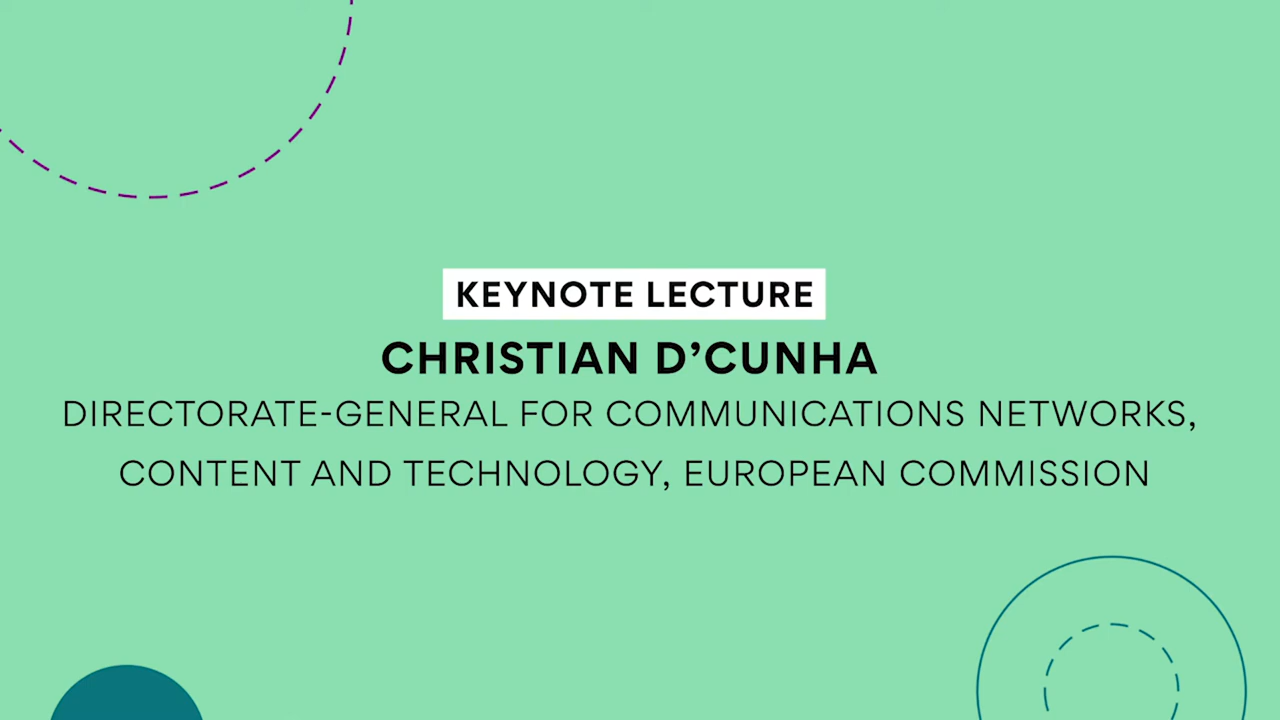 KEYNOTE LECTURE
CHRISTIAN D’CUNHA
DIRECTORATE-GENERAL FOR COMMUNICATIONS NETWORKS,
CONTENT AND TECHNOLOGY, EUROPEAN COMMISSION